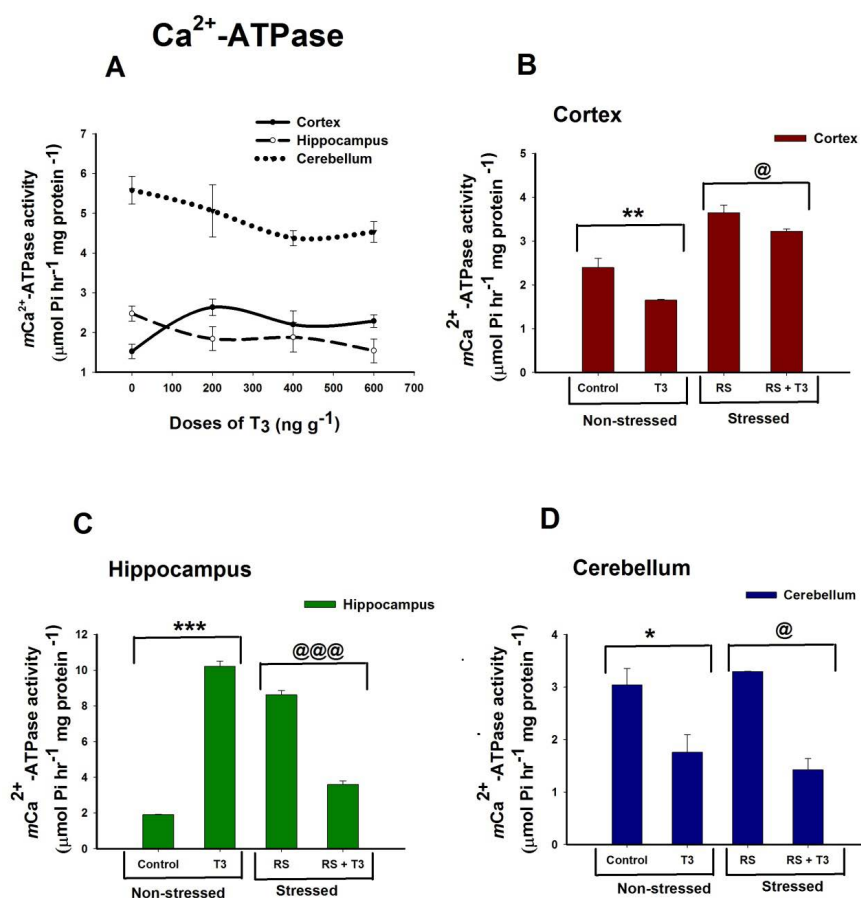 Ca²⁺-ATPase
A
Cortex
Hippocampus
Cerebellum
mCa²⁺-ATPase activity
(µmol Pi hr⁻¹ mg protein ⁻¹)
7
6
5
4
3
2
1
0
0 100 200 300 400 500 600 700
Doses of T₃ (ng g⁻¹)
B
Cortex
Cortex
mCa ²⁺ -ATPase activity
(µmol Pi hr⁻¹ mg protein ⁻¹)
5
4
3
2
1
0
**
@
Control T3 RS RS + T3
Non-stressed Stressed
C
Hippocampus
Hippocampus
mCa ²⁺ -ATPase activity
(µmol Pi hr⁻¹ mg protein ⁻¹)
12
10
8
6
4
2
0
***
@@@
Control T3 RS RS + T3
Non-stressed Stressed
D
Cerebellum
Cerebellum
mCa ²⁺ -ATPase activity
(µmol Pi hr⁻¹ mg protein ⁻¹)
4
3
2
1
0
*
@
Control T3 RS RS + T3
Non-stressed Stressed